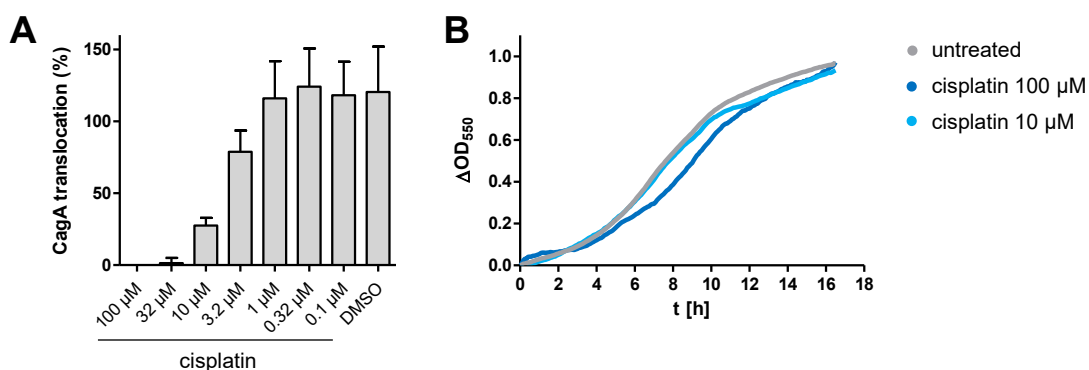 A
CagA translocation (%)
150
100
50
0
100 µM
32 µM
10 µM
3.2 µM
1 µM
0.32 µM
0.1 µM
DMSO
cisplatin
B
ΔOD550
1.0
0.8
0.6
0.4
0.2
0.0
0 2 4 6 8 10 12 14 16 18
t [h]
untreated
cisplatin 100 µM
cisplatin 10 µM